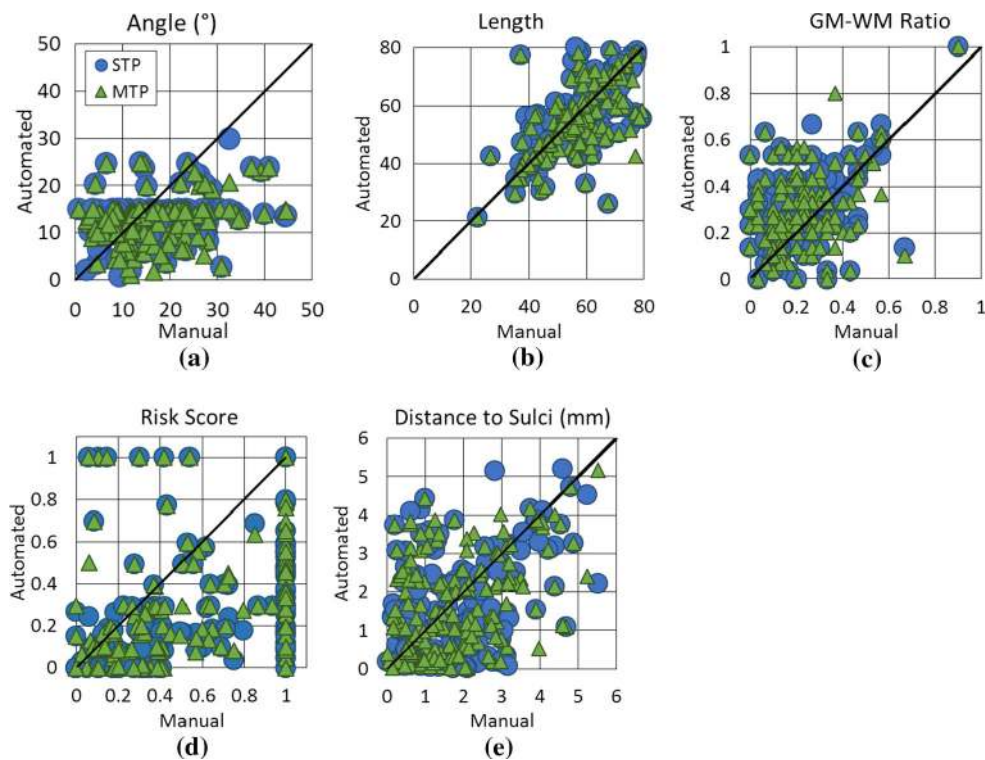 Angle (°)
50
40
30
20
10
0
STP
MTP
Automated
0 10 20 30 40 50
Manual
(a)
Length
80
60
40
20
0
Automated
0 20 40 60 80
Manual
(b)
GM-WM Ratio
1
0.8
0.6
0.4
0.2
0
Automated
0 0.2 0.4 0.6 0.8 1
Manual
(c)
Risk Score
1
0.8
0.6
0.4
0.2
0
Automated
0 0.2 0.4 0.6 0.8 1
Manual
(d)
Distance to Sulci (mm)
6
5
4
3
2
1
0
Automated
0 1 2 3 4 5 6
Manual
(e)